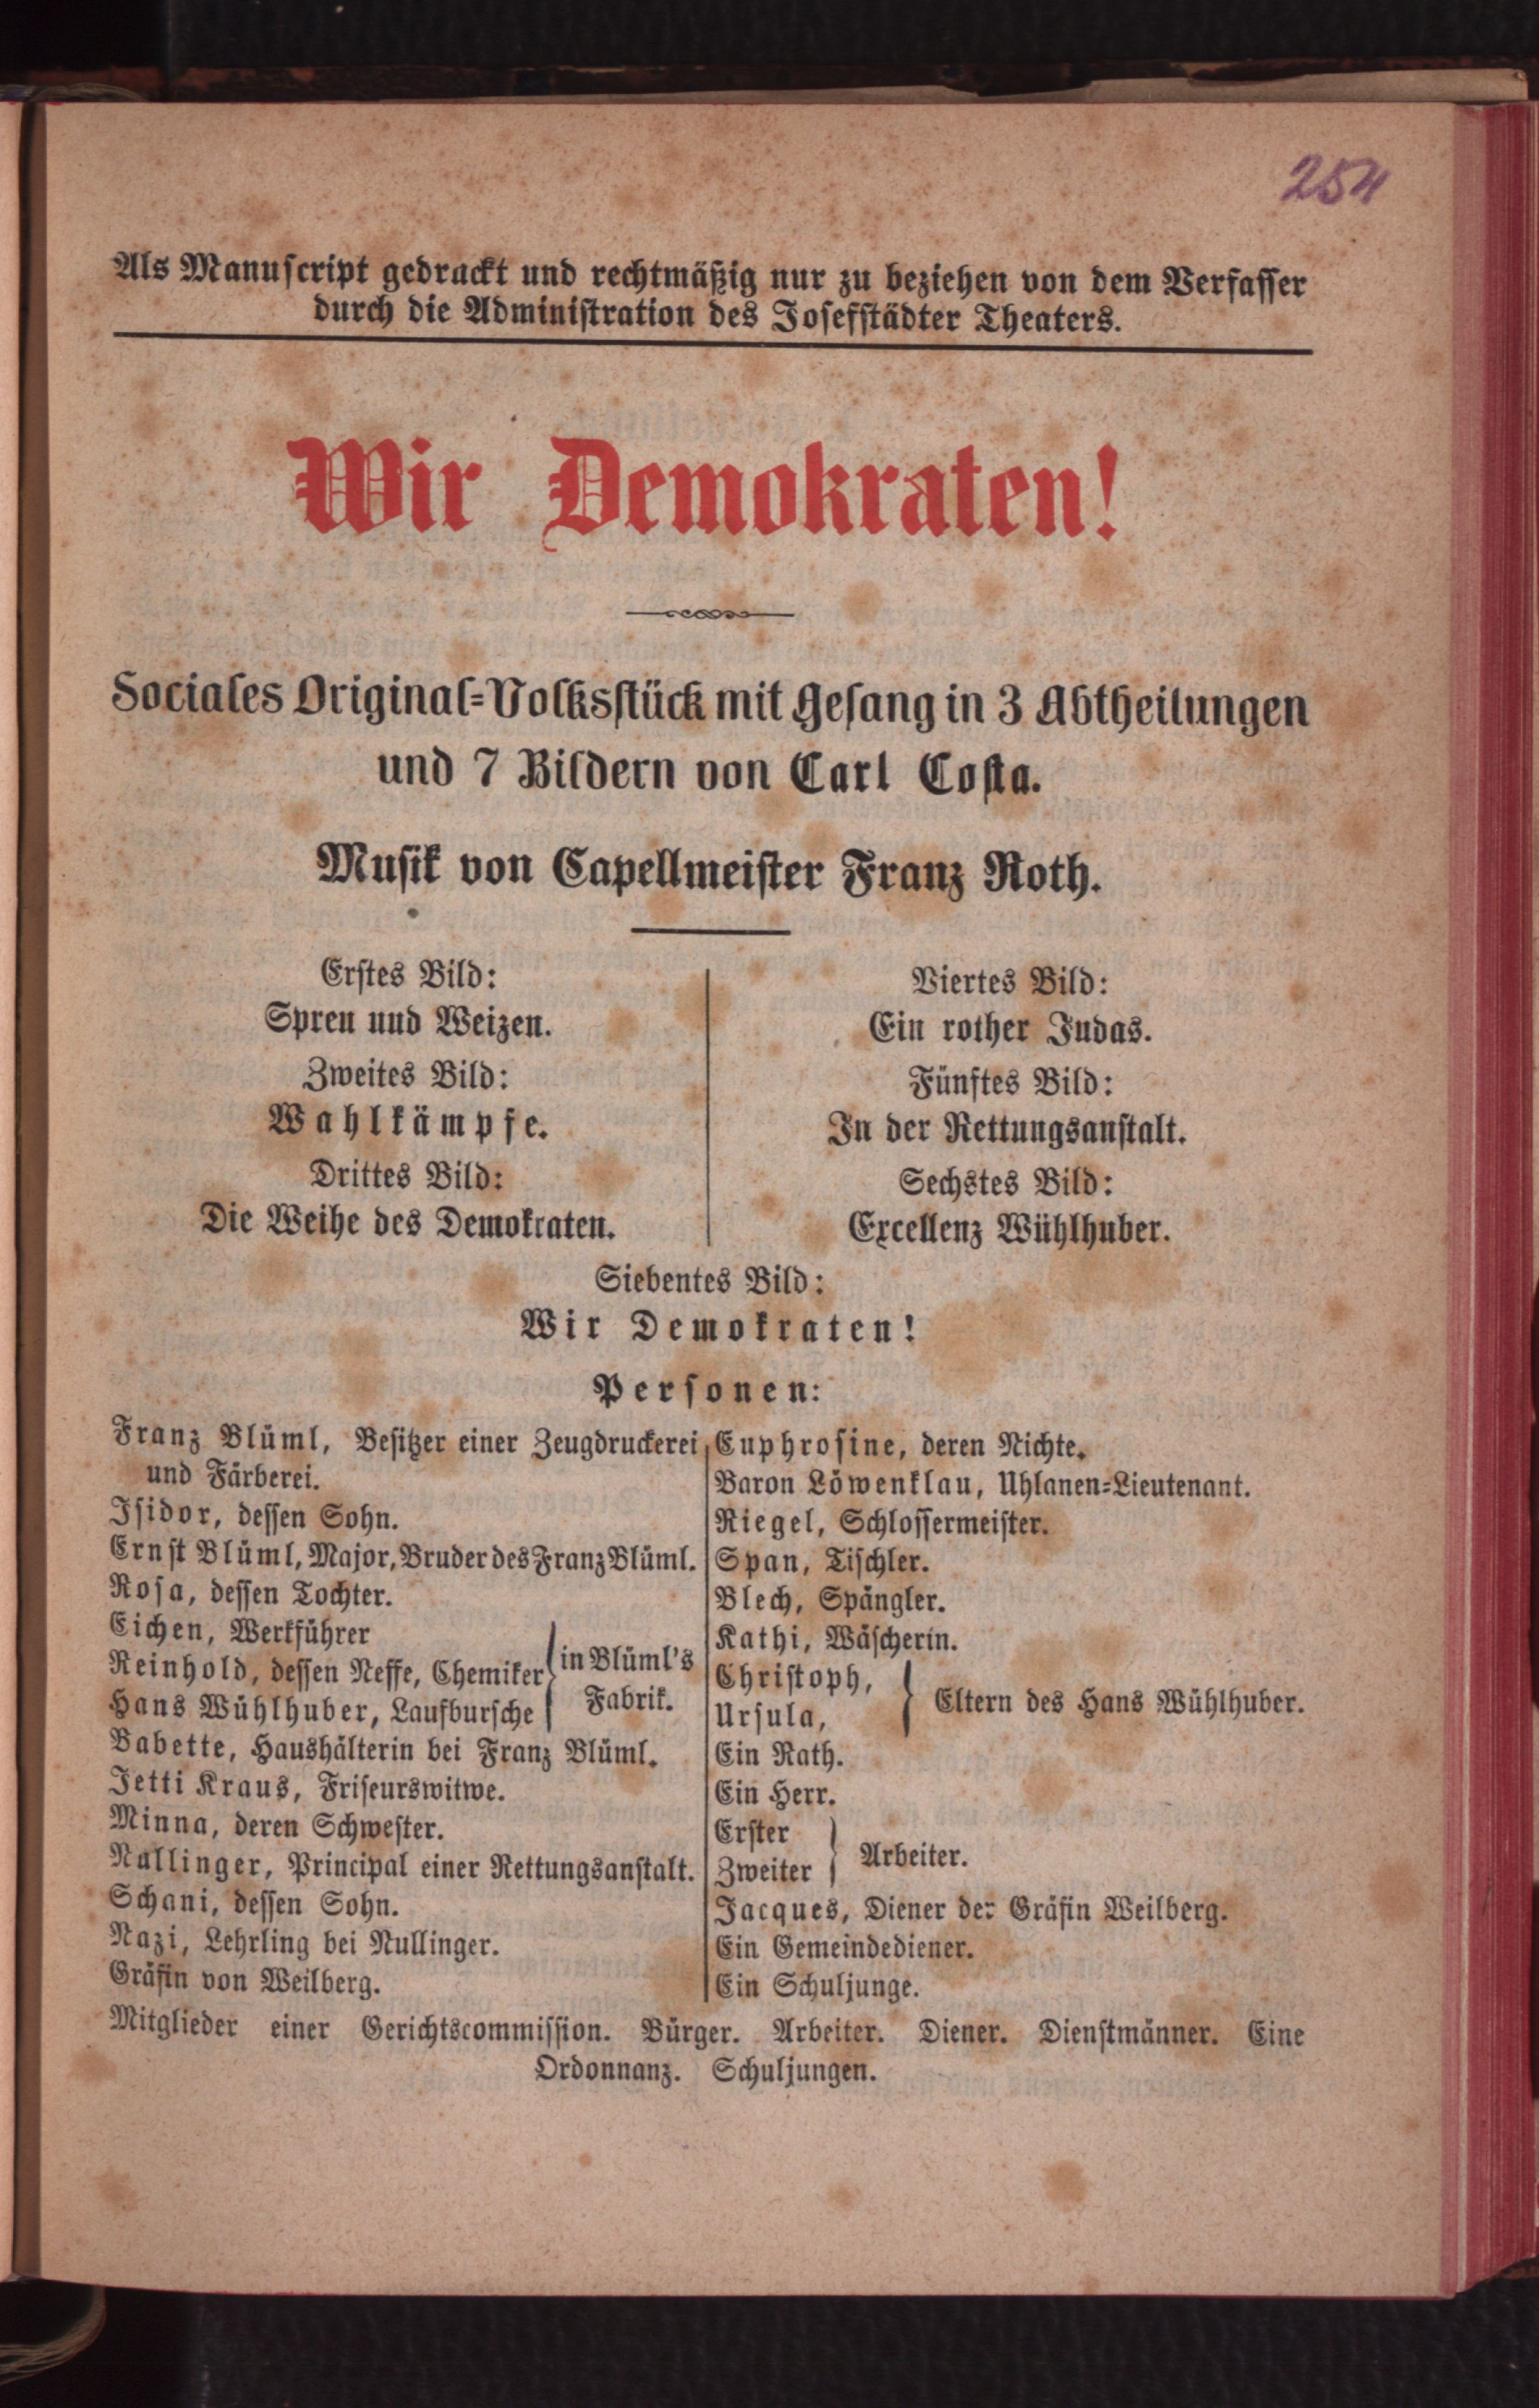 254
Als Manuscript gedruckt und rechtmäßig nur zu beziehen von dem Verfasser
durch die Administration des Josefstädter Theaters.
Wir Demokraten!
Sociales Original-Volksstück mit Gesang in 3 Abtheilungen
und 7 Bildern von Carl Costa.
Musik von Capellmeister Franz Roth.
Erstes Bild:
Spreu und Weizen.
Zweites Bild:
Wahlkämpfe.
Drittes Bild:
Die Weihe des Demokraten.
Viertes Bild:
Ein rother Judas.
Fünftes Bild:
In der Rettungsanstalt.
Sechstes Bild:
Excellenz Wühlhuber.
Siebentes Bild:
Wir Demokraten!
Personen:
Franz Blüml, Besitzer einer Zeugdruckerei
und Färberei.
Isidor, dessen Sohn.
Ernst Blüml, Major, Bruder des Franz Blüml.
Rosa, dessen Tochter.
Eichen, Werkführer
Reinhold, dessen Neffe, Chemiker
Hans Wühlhuber, Laufbursche
in Blüml's
Fabrik.
Babette, Haushälterin bei Franz Blüml.
Jetti Kraus, Friseurswitwe.
Minna, deren Schwester.
Nullinger, Principal einer Rettungsanstalt.
Schani, dessen Sohn.
Nazi, Lehrling bei Nullinger.
Gräfin von Weilberg.
Euphrosine, deren Nichte.
Baron Löwenklau, Uhlanen-Lieutenant.
Riegel, Schlossermeister.
Span, Tischler.
Blech, Spängler.
Kathi, Wäscherin.
Christoph,
Ursula,
Eltern des Hans Wühlhuber.
Ein Rath.
Ein Herr.
Erster
Zweiter
Arbeiter.
Jacques, Diener der Gräfin Weilberg.
Ein Gemeindediener.
Ein Schuljunge.
Mitglieder einer Gerichtscommission. Bürger. Arbeiter. Diener. Dienstmänner. Eine
Ordonnanz. Schuljungen.